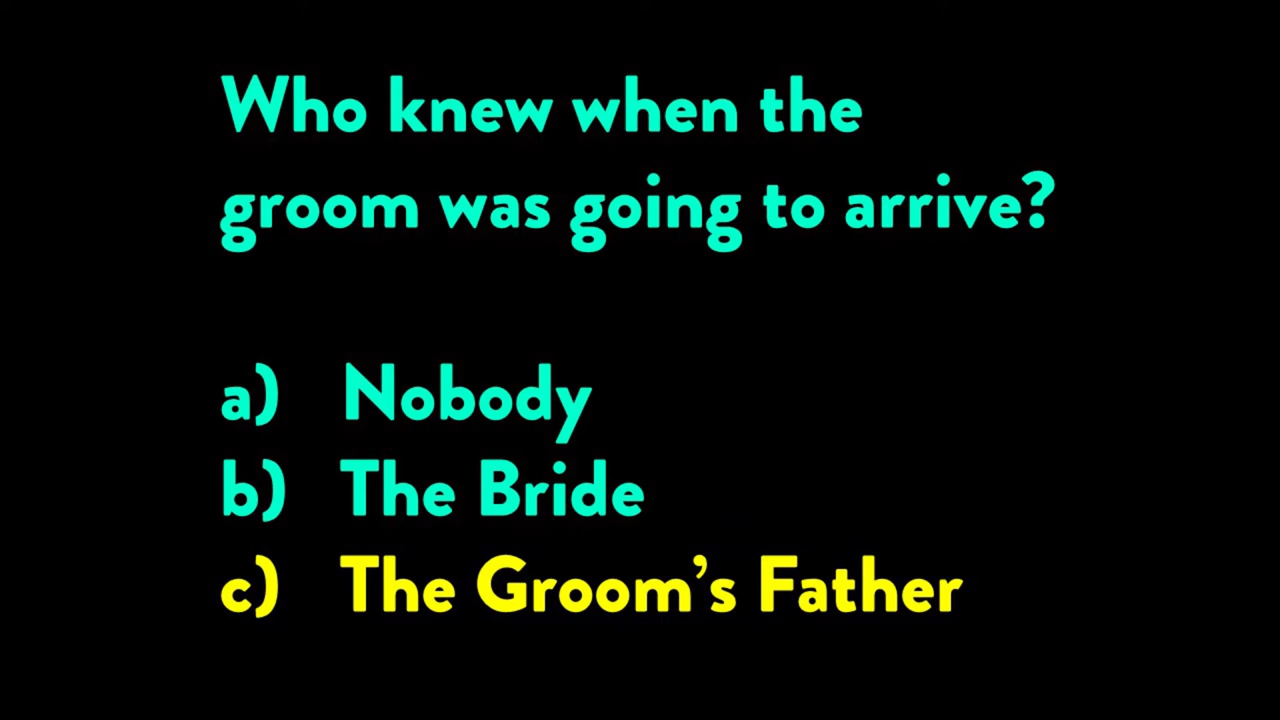 Who knew when the
groom was going to arrive?
a) Nobody
b) The Bride
c) The Groom’s Father